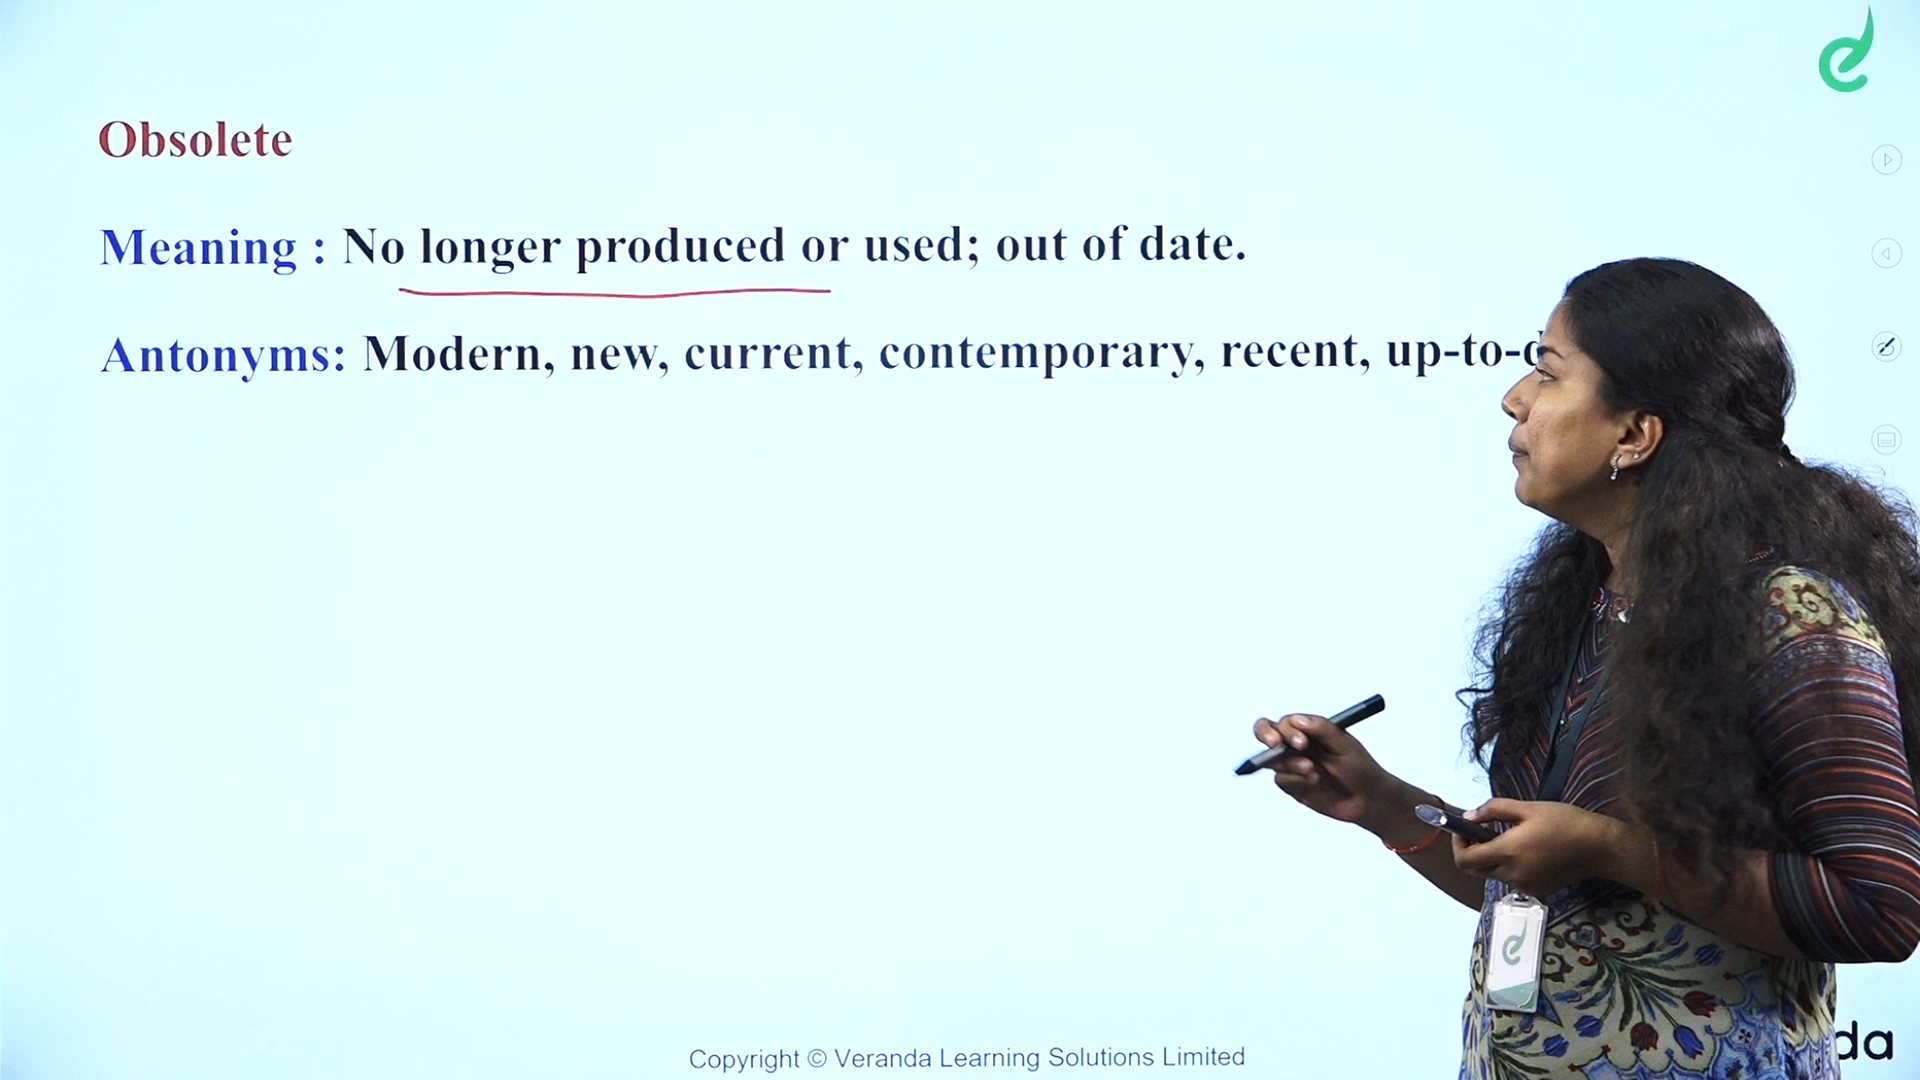 Obsolete
Meaning : No longer produced or used; out of date.
Antonyms: Modern, new, current, contemporary, recent, up-to-
Copyright © Veranda Learning Solutions Limited